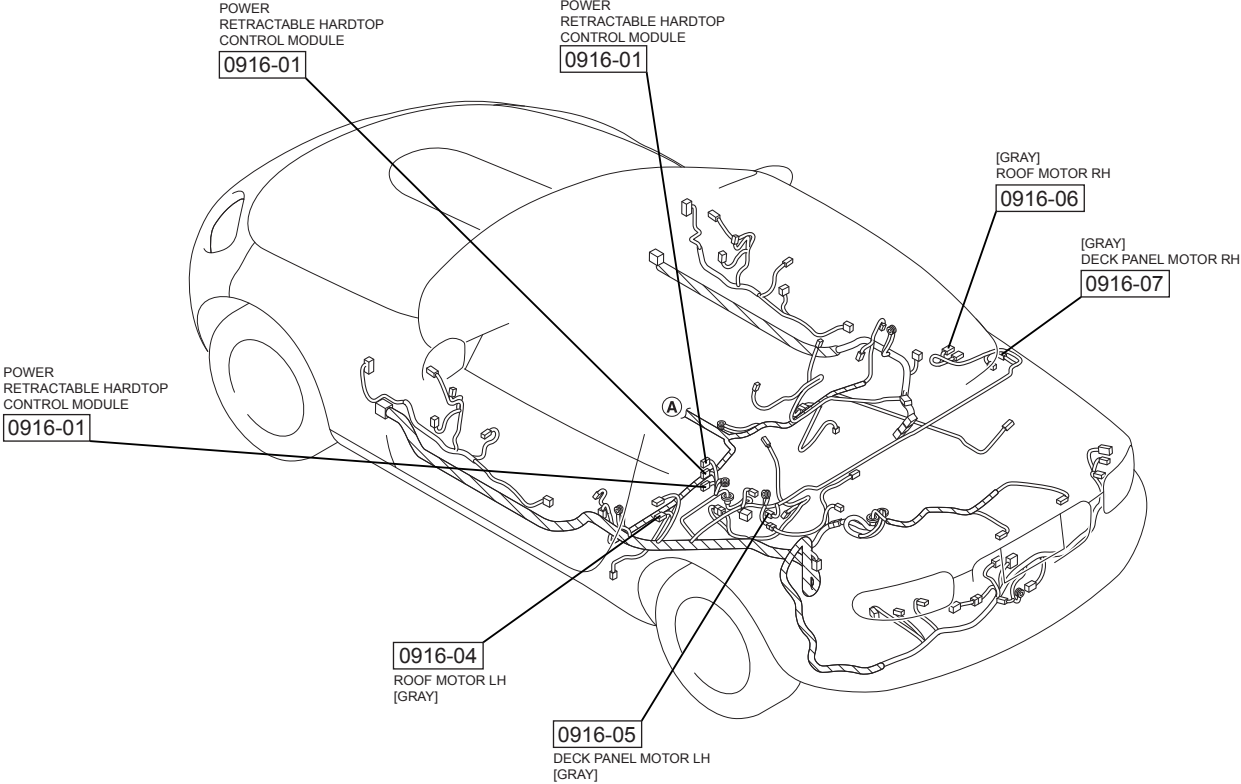 POWER
RETRACTABLE HARDTOP
CONTROL MODULE
0916-01
POWER
RETRACTABLE HARDTOP
CONTROL MODULE
0916-01
[GRAY]
ROOF MOTOR RH
0916-06
[GRAY]
DECK PANEL MOTOR RH
0916-07
POWER
RETRACTABLE HARDTOP
CONTROL MODULE
0916-01
A
0916-04
ROOF MOTOR LH
[GRAY]
0916-05
DECK PANEL MOTOR LH
[GRAY]